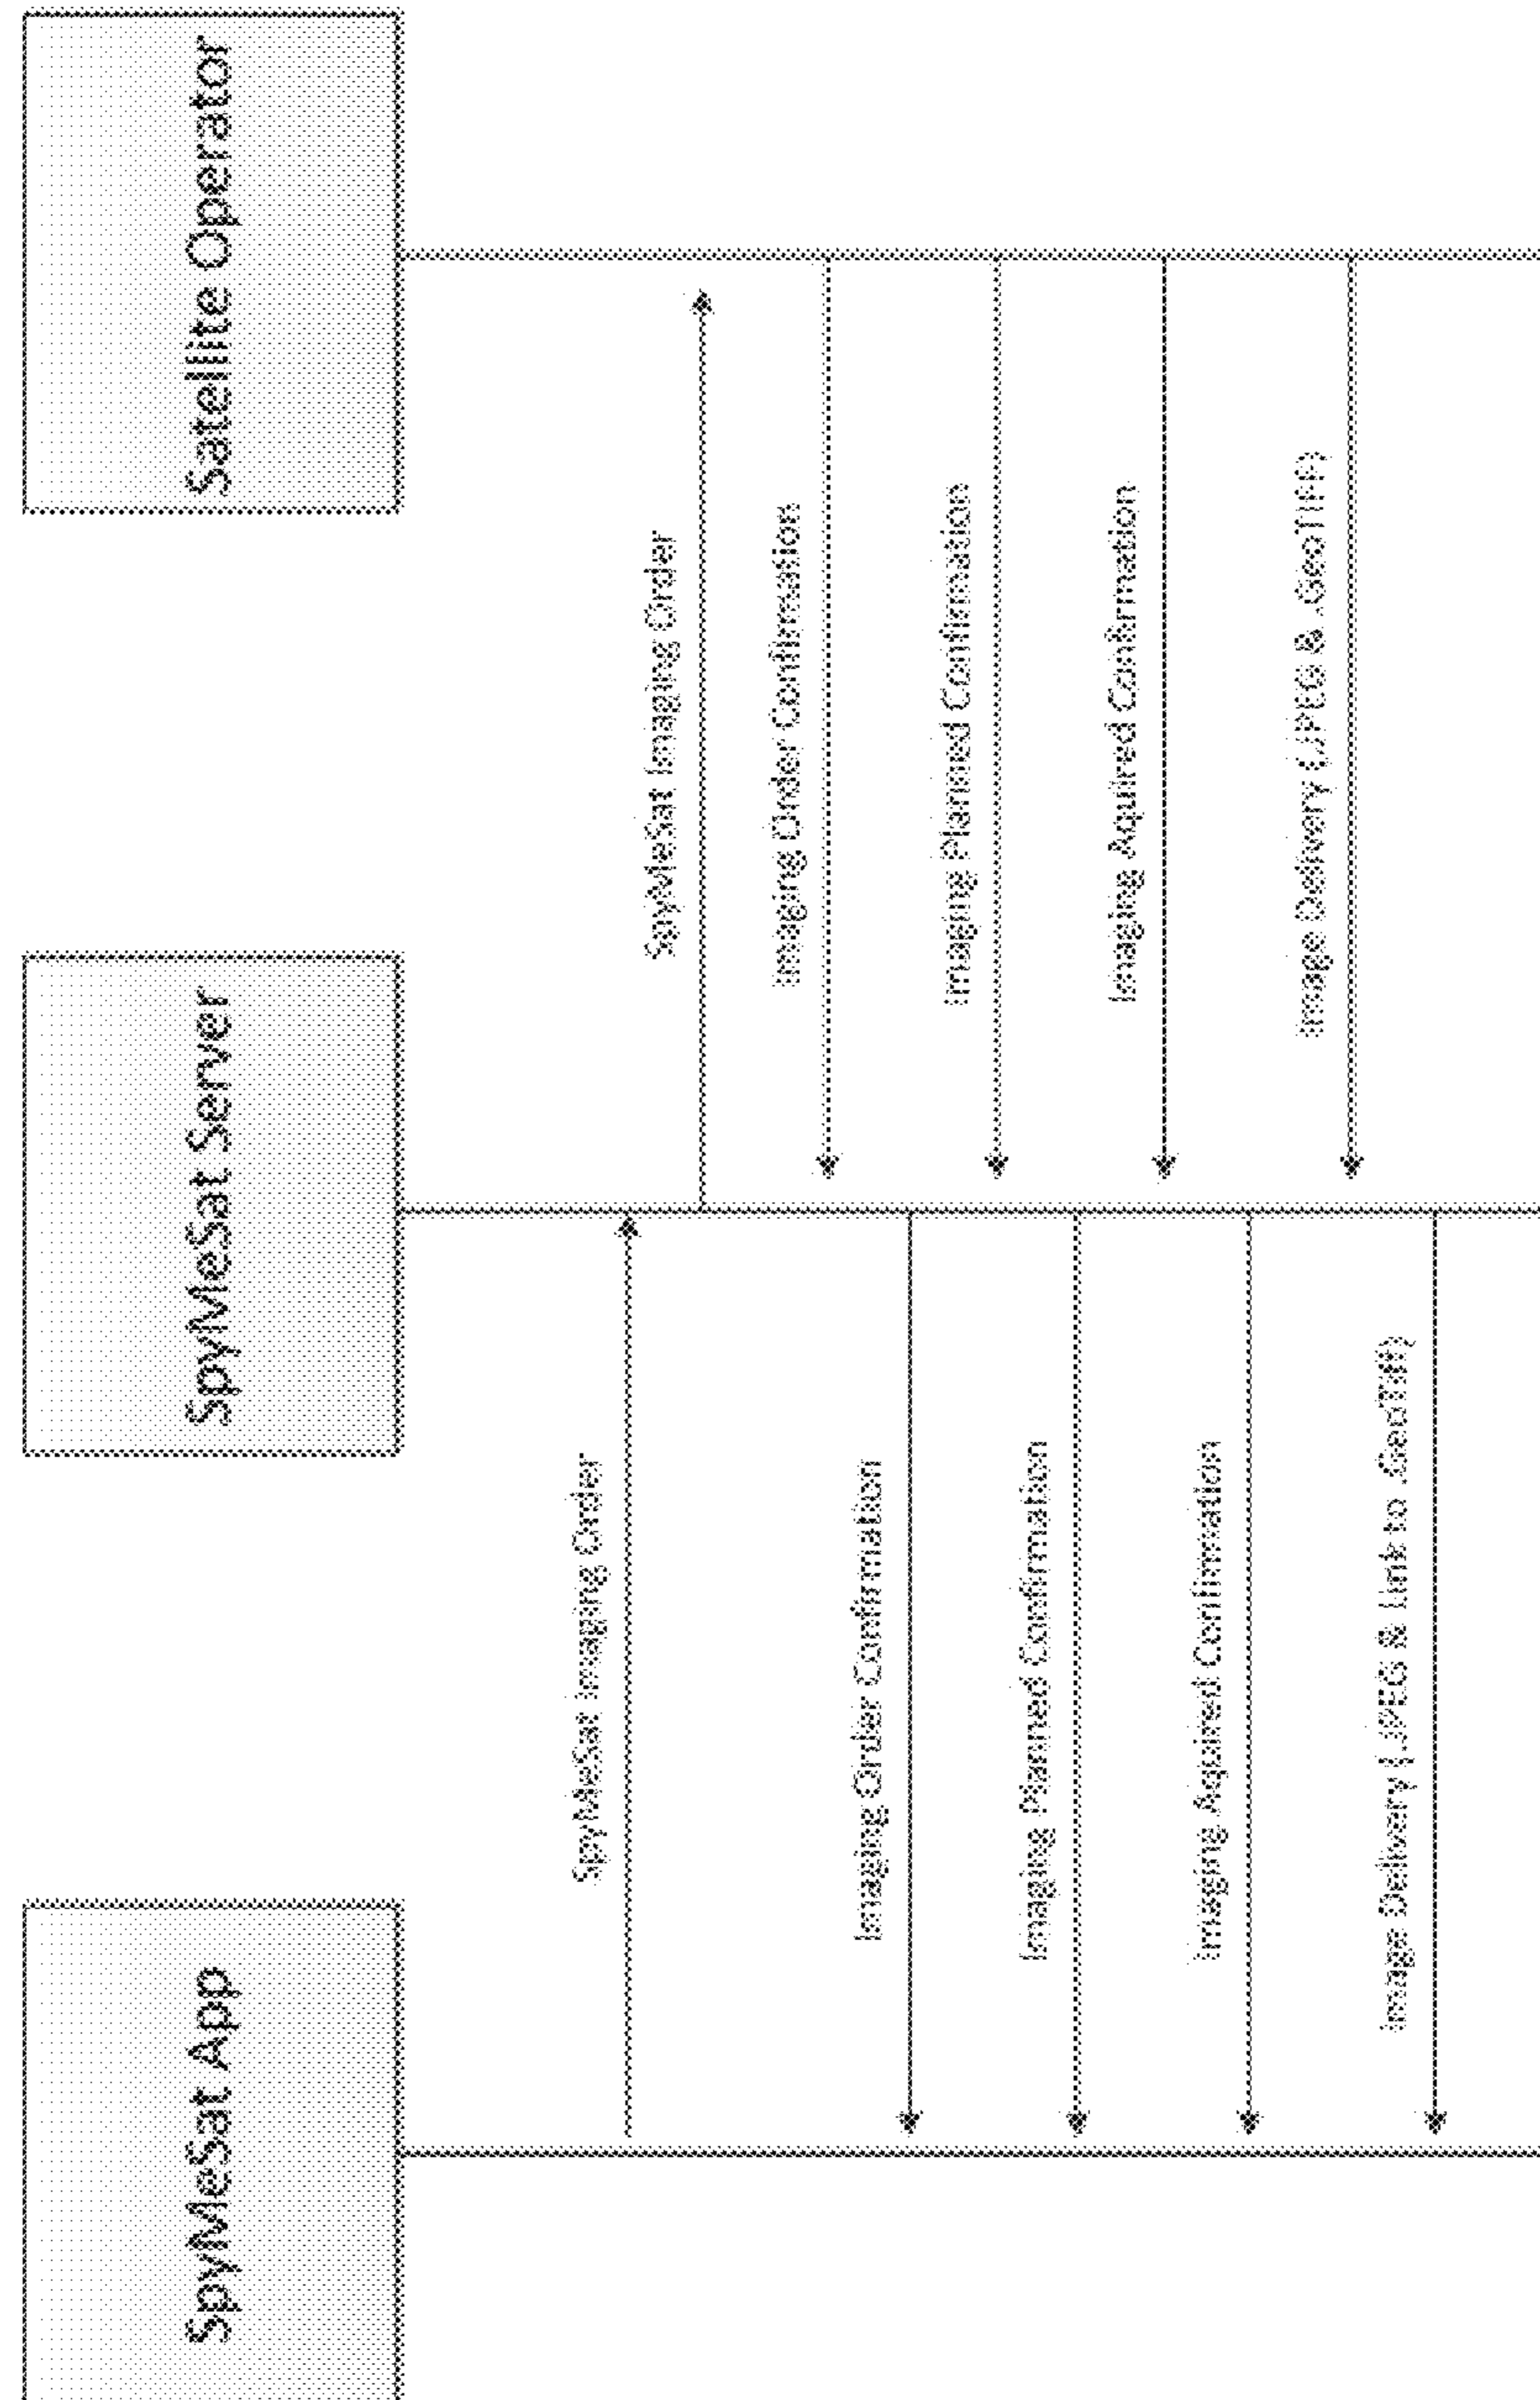 SpyMeSat App
SpyMeSat Server
Satellite Operator
SpyMeSat Imaging Order
SpyMeSat Imaging Order
Imaging Order Confirmation
Imaging Order Confirmation
Imaging Planned Confirmation
Imaging Planned Confirmation
Imaging Aquired Confirmation
Imaging Aquired Confirmation
Image Delivery (.JPEG & .GeoTiff)
Image Delivery (.JPEG & Link to .GeoTiff)